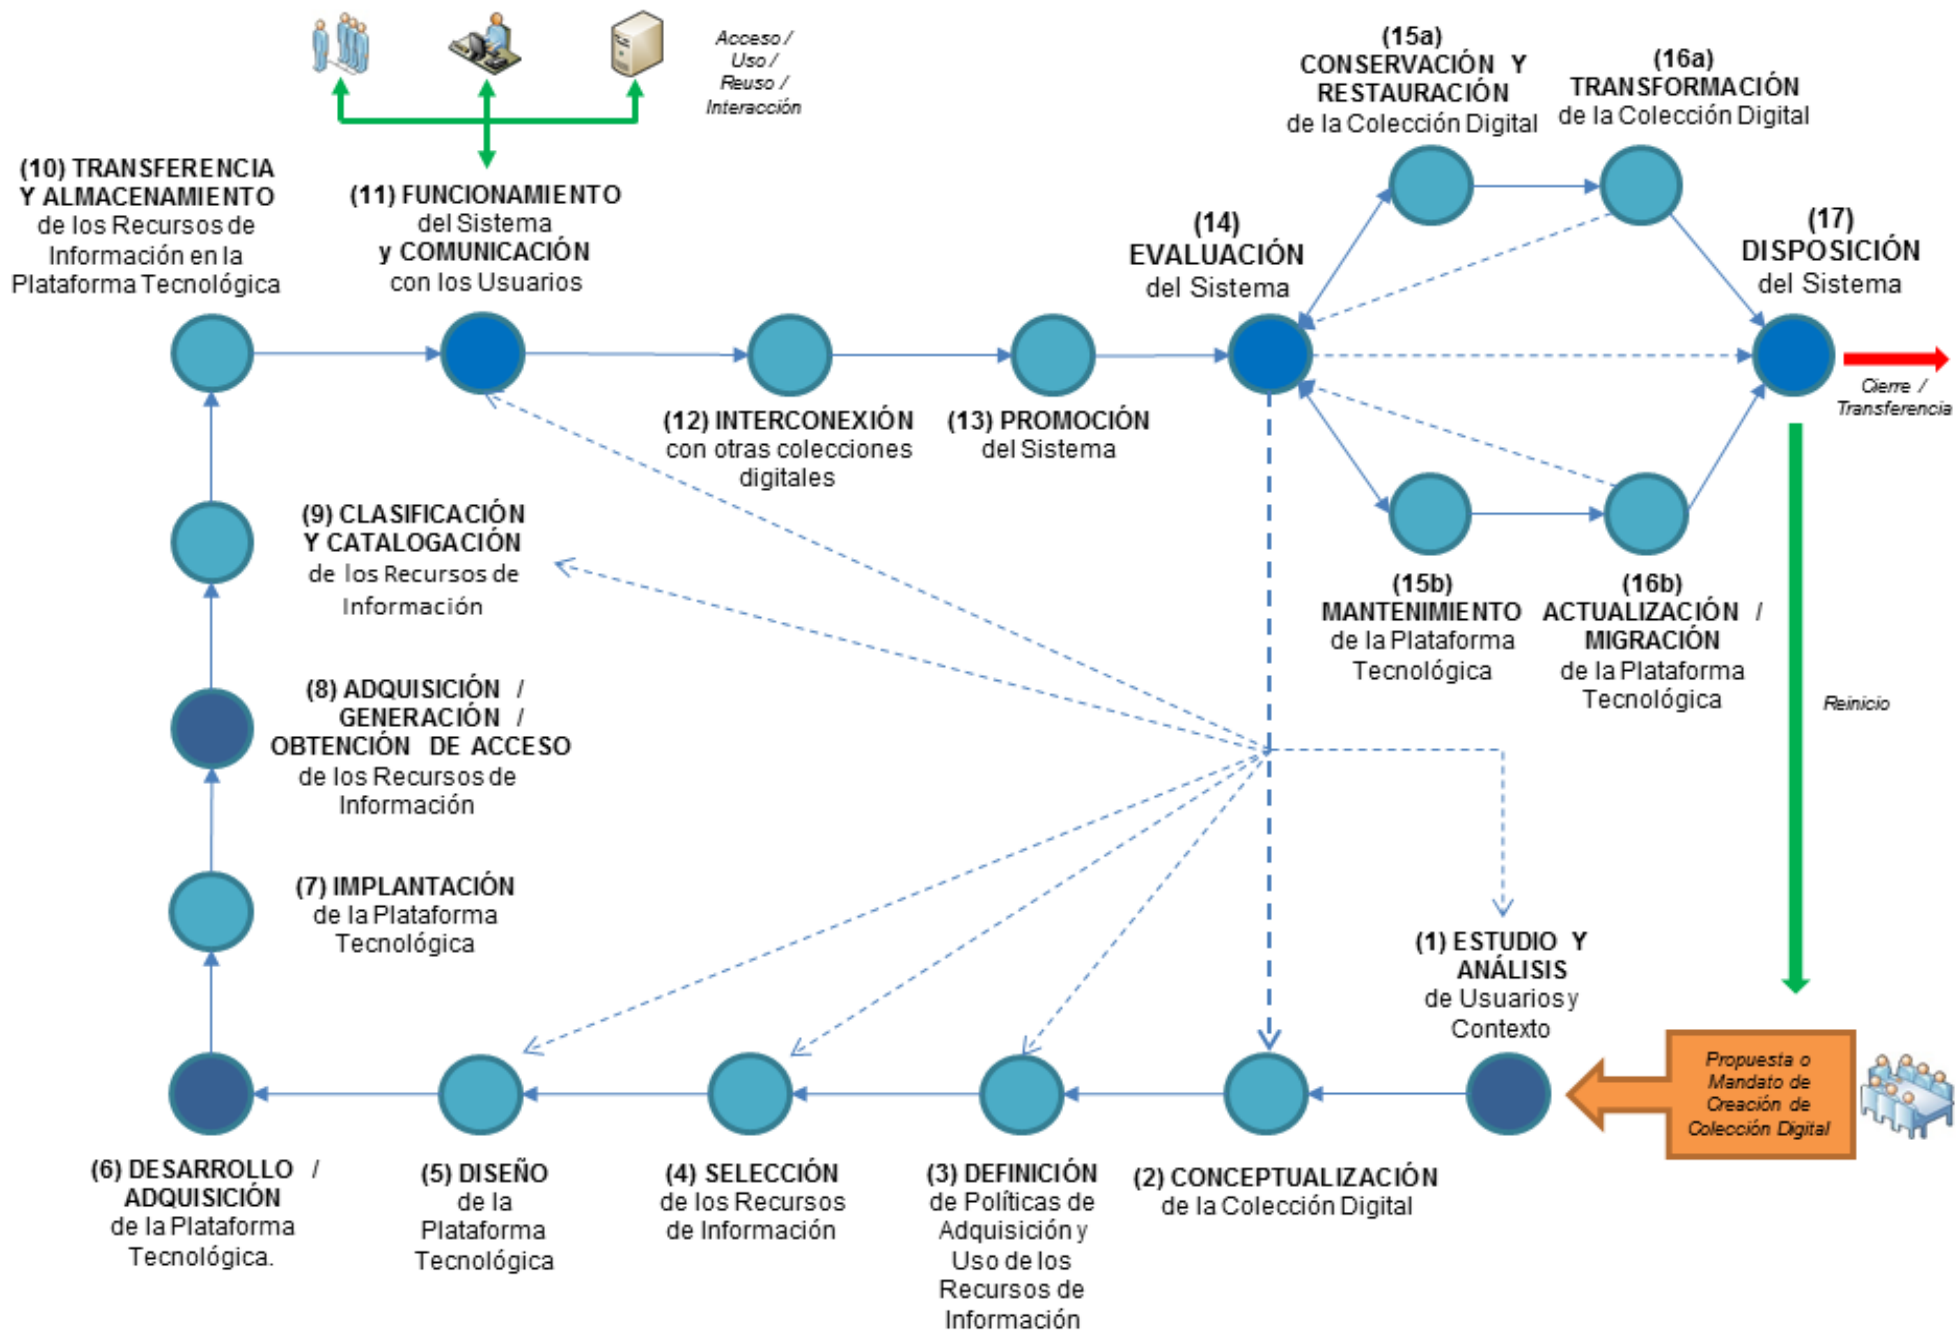 Acceso /
Uso /
Reuso /
Interacción
(10) TRANSFERENCIA
Y ALMACENAMIENTO
de los Recursos de
Información en la
Plataforma Tecnológica
(11) FUNCIONAMIENTO
del Sistema
y COMUNICACIÓN
con los Usuarios
(12) INTERCONEXIÓN
con otras colecciones
digitales
(13) PROMOCIÓN
del Sistema
(14)
EVALUACIÓN
del Sistema
(15a)
CONSERVACIÓN Y
RESTAURACIÓN
de la Colección Digital
(16a)
TRANSFORMACIÓN
de la Colección Digital
(17)
DISPOSICIÓN
del Sistema
Cierre /
Transferencia
(15b)
MANTENIMIENTO
de la Plataforma
Tecnológica
(16b)
ACTUALIZACIÓN /
MIGRACIÓN
de la Plataforma
Tecnológica
Reinicio
(9) CLASIFICACIÓN
Y CATALOGACIÓN
de los Recursos de
Información
(8) ADQUISICIÓN /
GENERACIÓN /
OBTENCIÓN DE ACCESO
de los Recursos de
Información
(7) IMPLANTACIÓN
de la Plataforma
Tecnológica
(1) ESTUDIO Y
ANÁLISIS
de Usuarios y
Contexto
Propuesta o
Mandato de
Creación de
Colección Digital
(6) DESARROLLO /
ADQUISICIÓN
de la Plataforma
Tecnológica.
(5) DISEÑO
de la
Plataforma
Tecnológica
(4) SELECCIÓN
de los Recursos
de Información
(3) DEFINICIÓN
de Políticas de
Adquisición y
Uso de los
Recursos de
Información
(2) CONCEPTUALIZACIÓN
de la Colección Digital